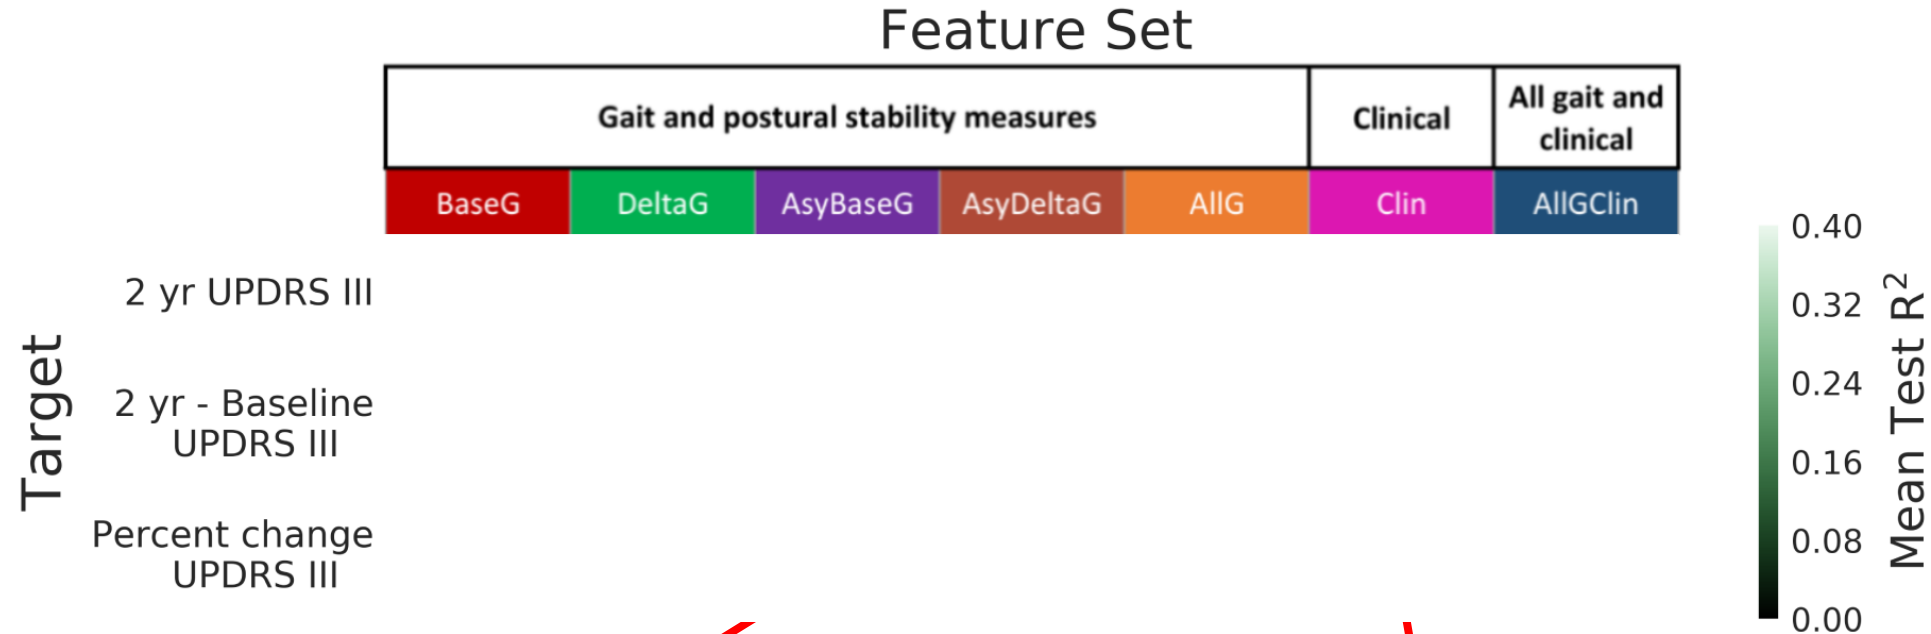 Feature Set
Gait and postural stability measures
Clinical
All gait and
clinical
BaseG
DeltaG
AsyBaseG
AsyDeltaG
AllG
Clin
AllGClin
Target
2 yr UPDRS III
2 yr - Baseline
UPDRS III
Percent change
UPDRS III
0.40
0.32
0.24
0.16
0.08
0.00
Mean Test R²